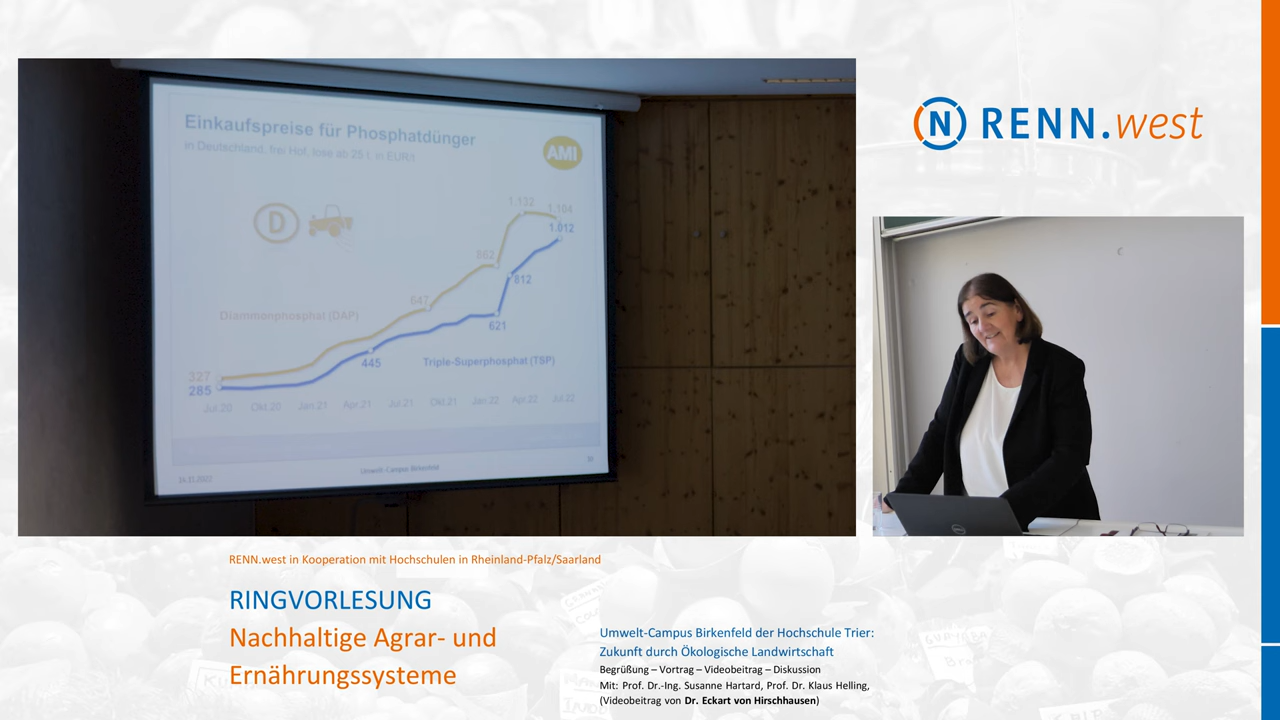 Einkaufspreise für Phosphatdünger
in Deutschland, frei Hof, lose ab 25 t, in EUR/t
AMI
D
1.132
1.104
1.012
862
812
647
621
Diammonphosphat (DAP)
445
Triple-Superphosphat (TSP)
327
285
Jul.20 Okt.20 Jan.21 Apr.21 Jul.21 Okt.21 Jan.22 Apr.22 Jul.22
Umwelt-Campus Birkenfeld
N RENN.west
DELL
RENN.west in Kooperation mit Hochschulen in Rheinland-Pfalz/Saarland
RINGVORLESUNG
Nachhaltige Agrar- und
Ernährungssysteme
Umwelt-Campus Birkenfeld der Hochschule Trier:
Zukunft durch Ökologische Landwirtschaft
Begrüßung – Vortrag – Videobeitrag – Diskussion
Mit: Prof. Dr.-Ing. Susanne Hartard, Prof. Dr. Klaus Helling,
(Videobeitrag von Dr. Eckart von Hirschhausen)